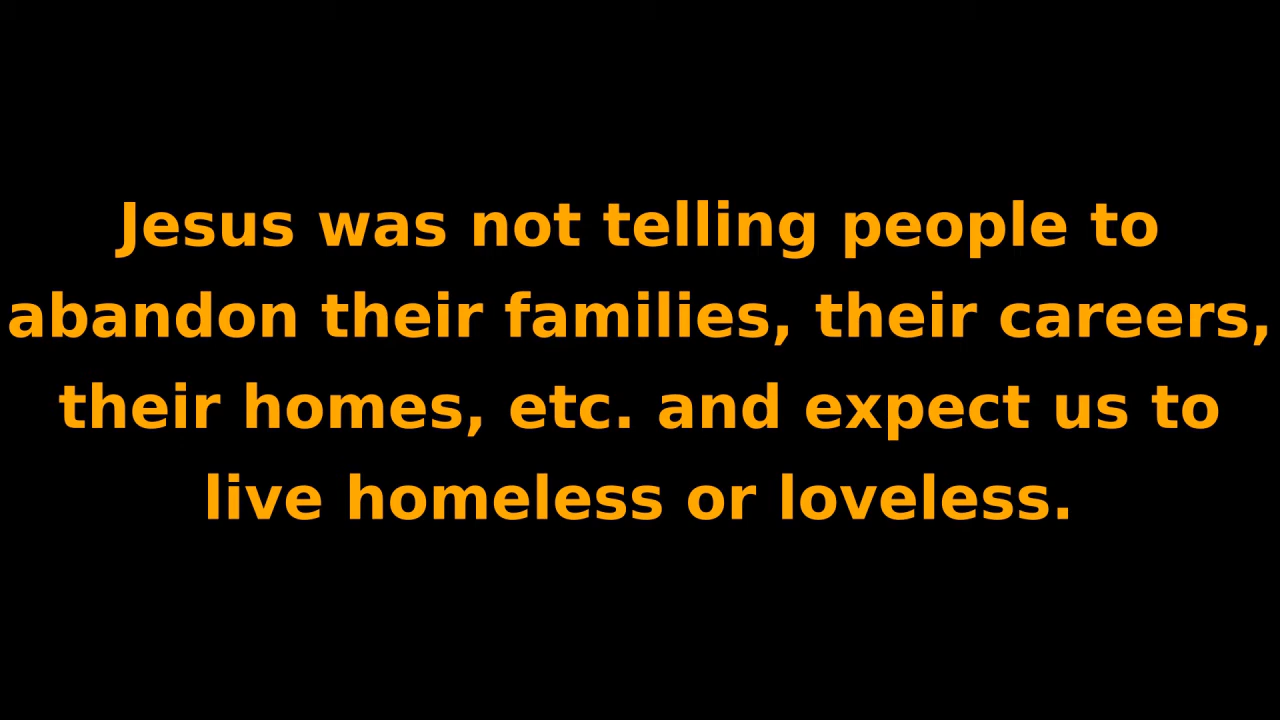 Jesus was not telling people to
abandon their families, their careers,
their homes, etc. and expect us to
live homeless or loveless.